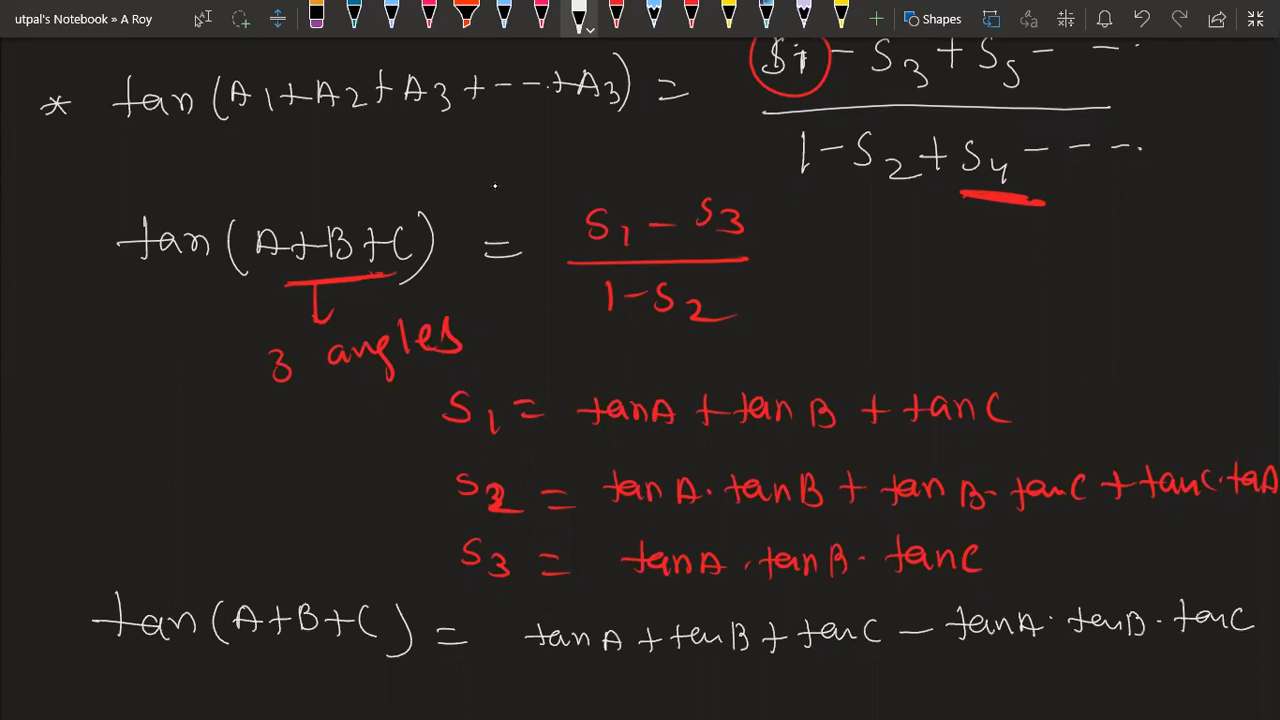 utpal's Notebook » A Roy
Shapes
* tan(A1+A2+A3+---+A3) = S1-S3+S5- ---
1-S2+S4 ----
tan(A+B+C) = S1-S3
1-S2
3 angles
S1 = tanA + tanB + tanC
S2 = tanA.tanB + tanB.tanC + tanC.tanA
S3 = tanA.tanB.tanC
tan(A+B+C) = tanA+tanB+tanC - tanA.tanB.tanC